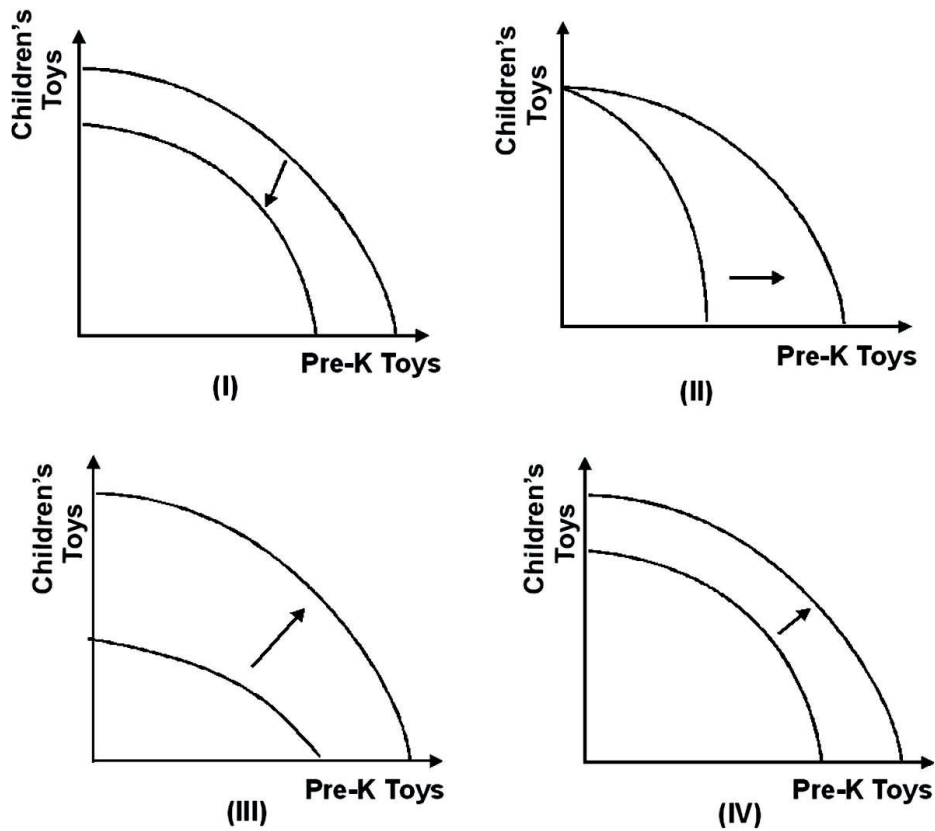 Children's
Toys
Pre-K Toys
(I)
Children's
Toys
Pre-K Toys
(II)
Children's
Toys
Pre-K Toys
(III)
Children's
Toys
Pre-K Toys
(IV)